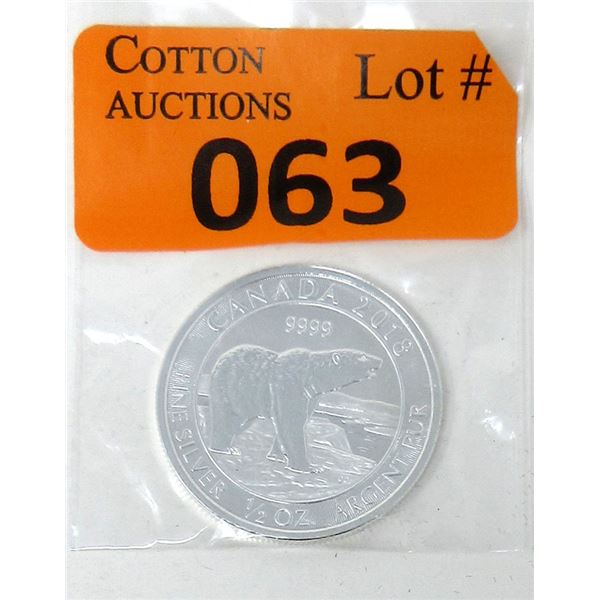 COTTON
AUCTIONS
Lot #
063
CANADA 2018
9999
FINE SILVER 1/2 OZ. ARGENT PUR